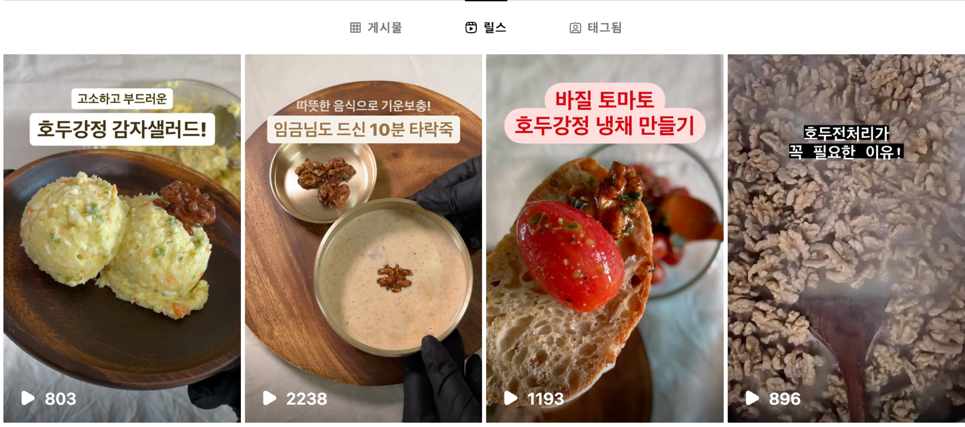 게시물
릴스
태그됨
고소하고 부드러운
호두강정 감자샐러드!
803
따뜻한 음식으로 기운보충!
임금님도 드신 10분 타락죽
2238
바질 토마토
호두강정 냉채 만들기
1193
호두전처리가
꼭 필요한 이유!
896